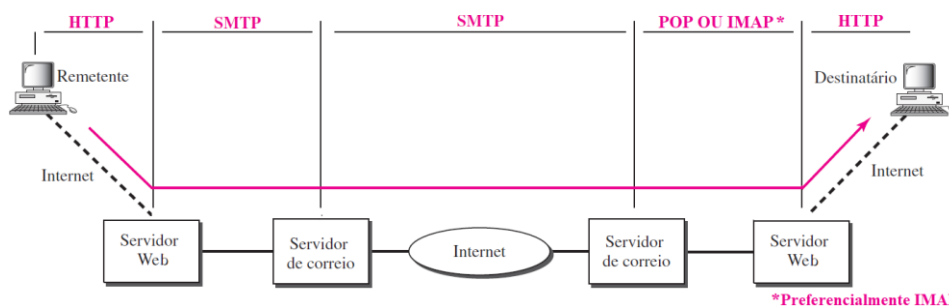 HTTP
SMTP
SMTP
POP OU IMAP *
HTTP
Remetente
Destinatário
Internet
Internet
Servidor
Web
Servidor
de correio
Internet
Servidor
de correio
Servidor
Web
*Preferencialmente IMA